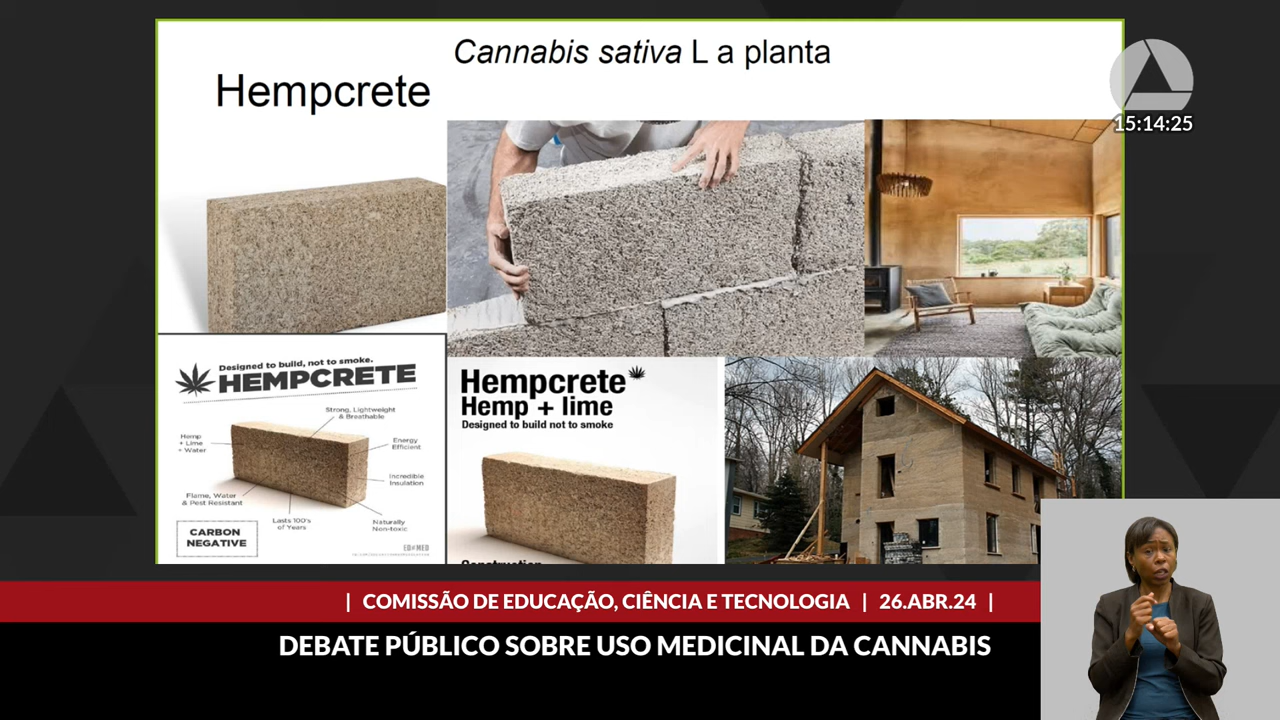 Cannabis sativa L a planta
Hempcrete
15:14:25
Designed to build, not to smoke.
HEMPCRETE
Strong, Lightweight
& Breathable
Hemp
+ Lime
+ Water
Energy
Efficient
Incredible
Insulation
Flame, Water
& Pest Resistant
Lasts 100's
of Years
Naturally
Non-toxic
CARBON
NEGATIVE
Hempcrete
Hemp + lime
Designed to build not to smoke
Construction
| COMISSÃO DE EDUCAÇÃO, CIÊNCIA E TECNOLOGIA | 26.ABR.24 |
DEBATE PÚBLICO SOBRE USO MEDICINAL DA CANNABIS